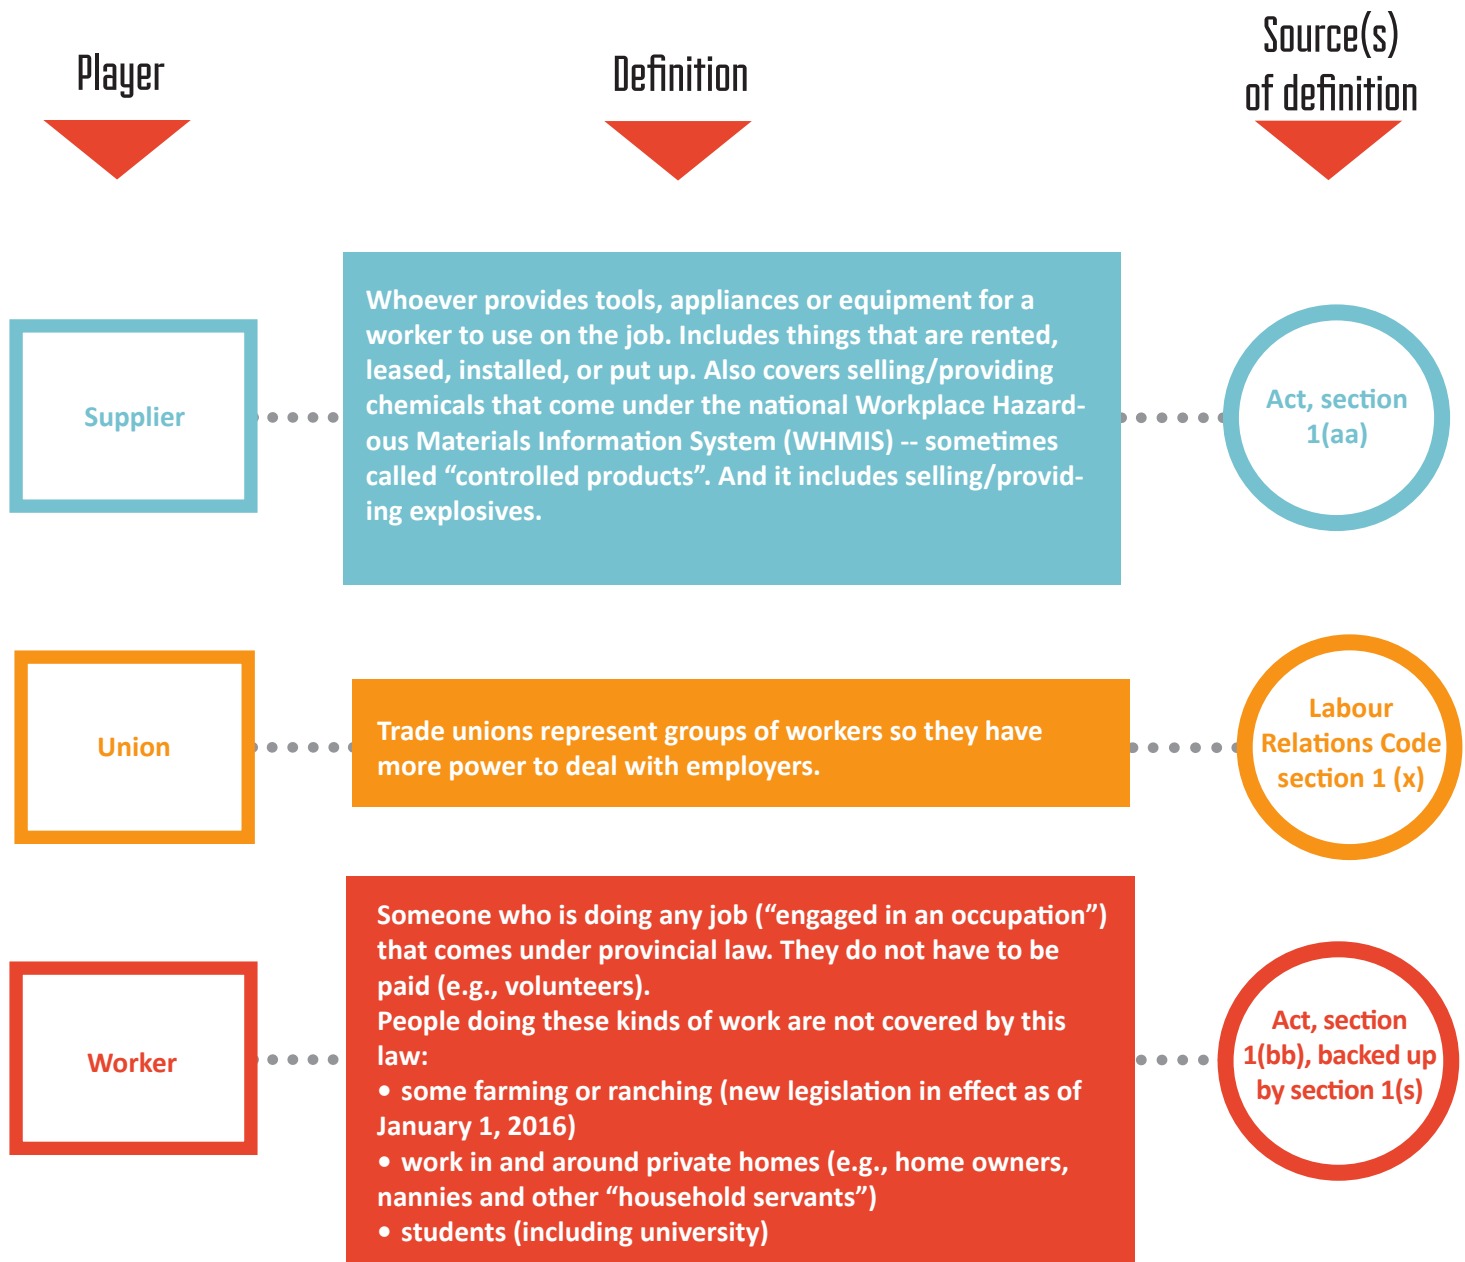 Player
Definition
Source(s)
of definition
Supplier
Whoever provides tools, appliances or equipment for a
worker to use on the job. Includes things that are rented,
leased, installed, or put up. Also covers selling/providing
chemicals that come under the national Workplace Hazard-
ous Materials Information System (WHMIS) -- sometimes
called “controlled products”. And it includes selling/provid-
ing explosives.
Act, section
1(aa)
Union
Trade unions represent groups of workers so they have
more power to deal with employers.
Labour
Relations Code
section 1 (x)
Worker
Someone who is doing any job (“engaged in an occupation”)
that comes under provincial law. They do not have to be
paid (e.g., volunteers).
People doing these kinds of work are not covered by this
law:
• some farming or ranching (new legislation in effect as of
January 1, 2016)
• work in and around private homes (e.g., home owners,
nannies and other “household servants”)
• students (including university)
Act, section
1(bb), backed up
by section 1(s)